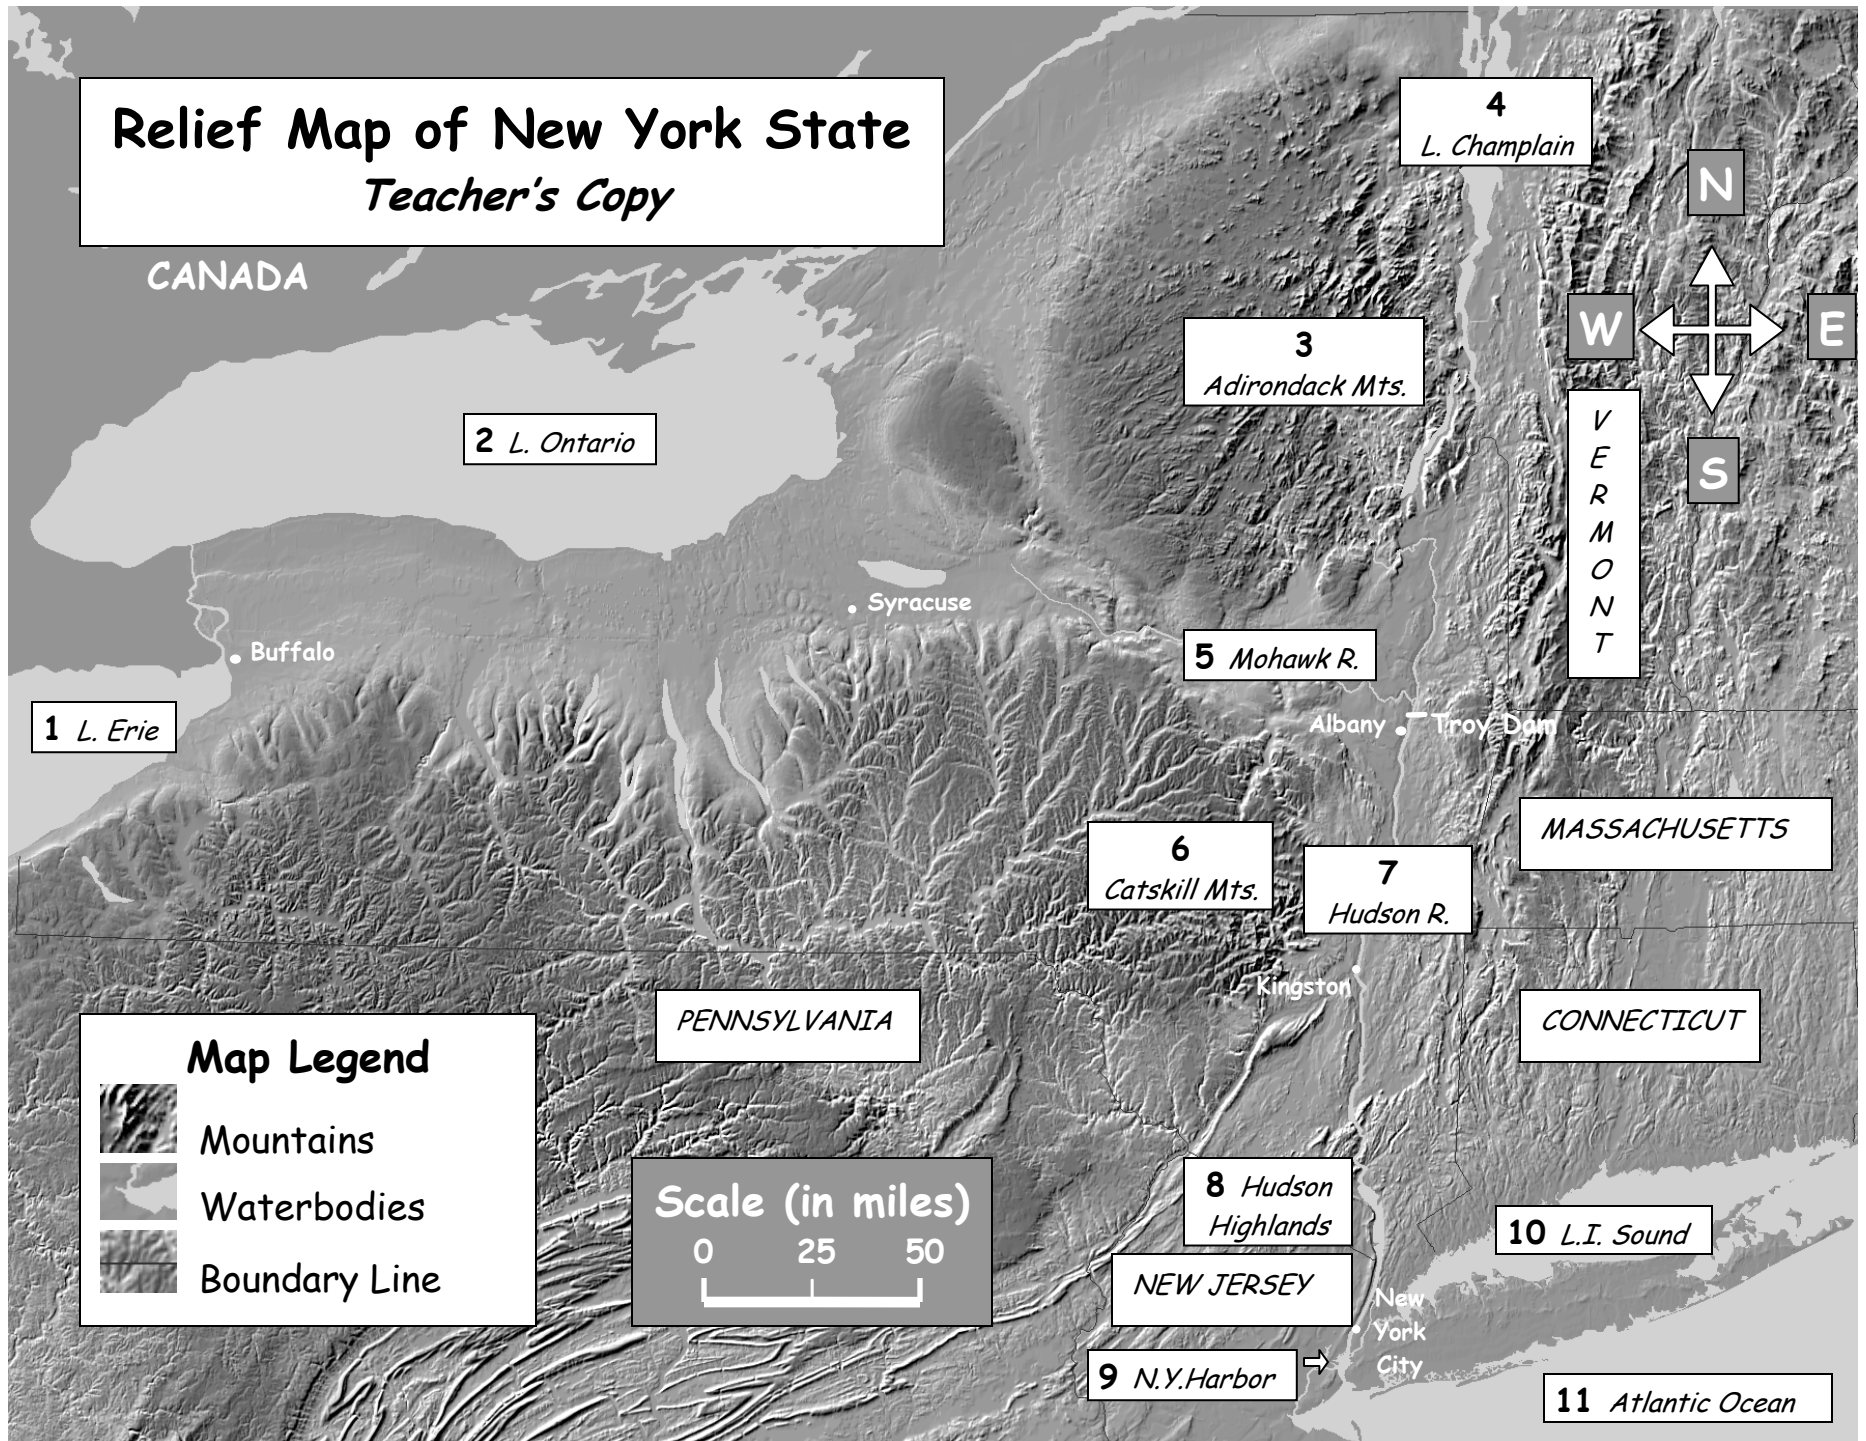 Relief Map of New York State
Teacher's Copy
CANADA
4
L. Champlain
N
W
E
S
3
Adirondack Mts.
2 L. Ontario
VERMONT
Syracuse
Buffalo
5 Mohawk R.
1 L. Erie
Albany
Troy Dam
MASSACHUSETTS
6
Catskill Mts.
7
Hudson R.
Kingston
PENNSYLVANIA
CONNECTICUT
Map Legend
Mountains
Waterbodies
Boundary Line
Scale (in miles)
0 25 50
8 Hudson
Highlands
10 L.I. Sound
NEW JERSEY
New
York
City
9 N.Y.Harbor
11 Atlantic Ocean